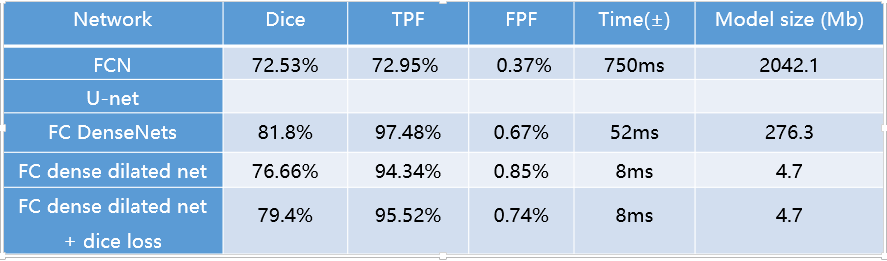 Network Dice TPF FPF Time(±) Model size (Mb)
FCN 72.53% 72.95% 0.37% 750ms 2042.1
U-net
FC DenseNets 81.8% 97.48% 0.67% 52ms 276.3
FC dense dilated net 76.66% 94.34% 0.85% 8ms 4.7
FC dense dilated net
+ dice loss 79.4% 95.52% 0.74% 8ms 4.7